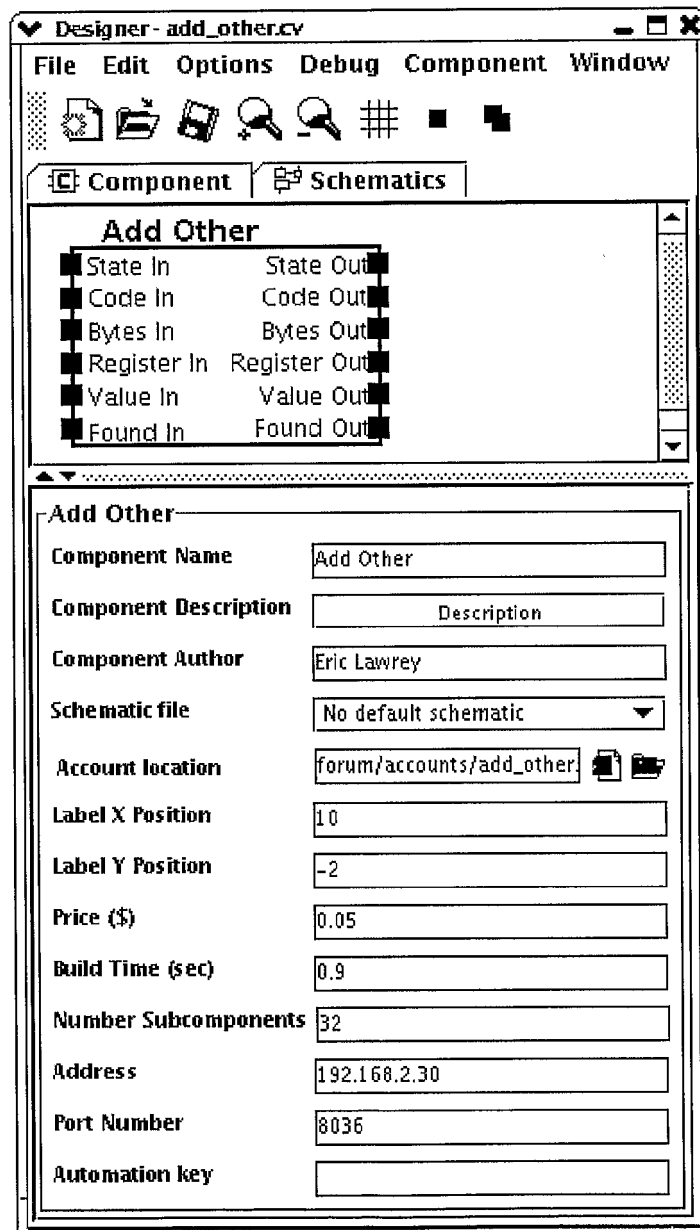 Designer - add_other.cv
File Edit Options Debug Component Window
C Component Schematics
Add Other
State In State Out
Code In Code Out
Bytes In Bytes Out
Register In Register Out
Value In Value Out
Found In Found Out
Add Other
Component Name Add Other
Component Description Description
Component Author Eric Lawrey
Schematic file No default schematic
Account location forum/accounts/add_other.
Label X Position 10
Label Y Position -2
Price ($) 0.05
Build Time (sec) 0.9
Number Subcomponents 32
Address 192.168.2.30
Port Number 8036
Automation key